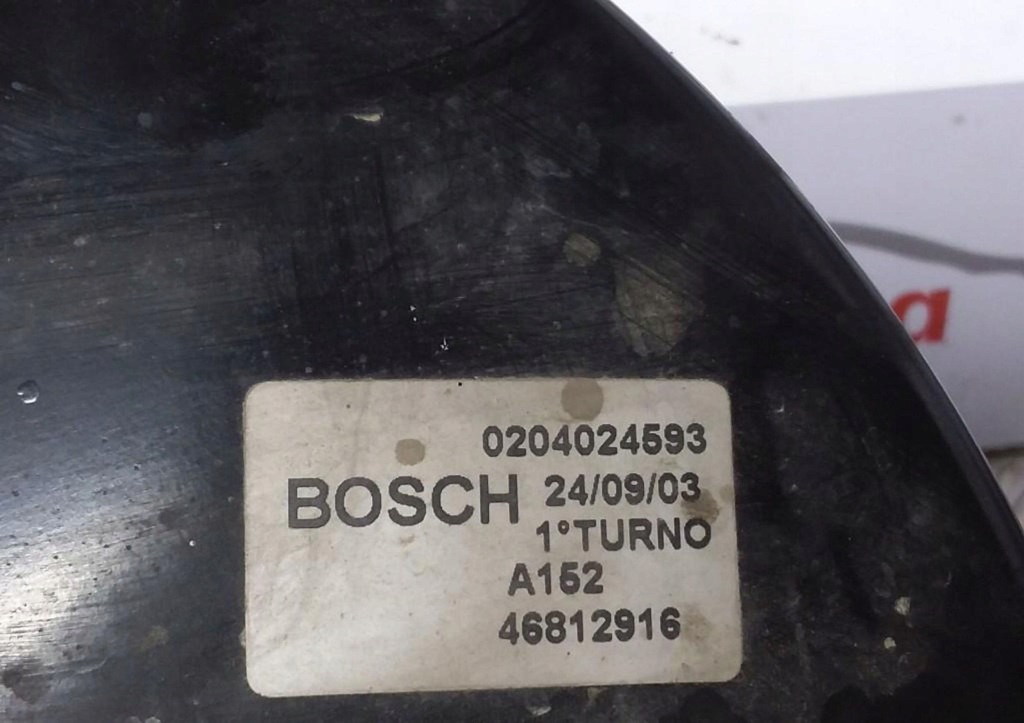 0204024593
BOSCH 24/09/03
1°TURNO
A152
46812916
a